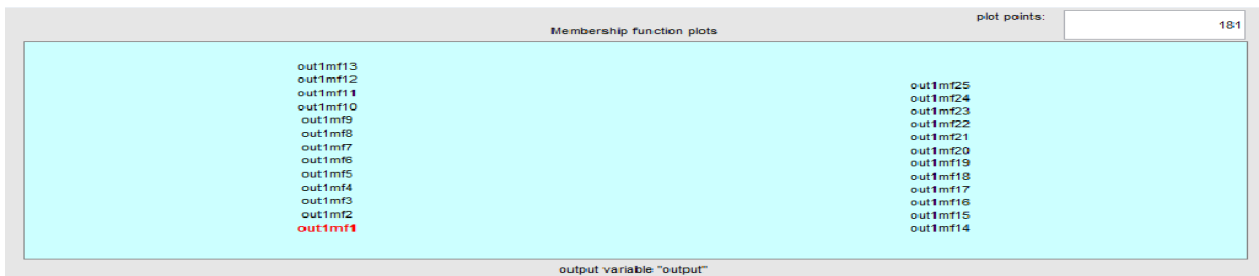 plot points:
181
Membership function plots
out1mf13
out1mf12
out1mf11
out1mf10
out1mf9
out1mf8
out1mf7
out1mf6
out1mf5
out1mf4
out1mf3
out1mf2
out1mf1
out1mf25
out1mf24
out1mf23
out1mf22
out1mf21
out1mf20
out1mf19
out1mf18
out1mf17
out1mf16
out1mf15
out1mf14
output variable "output"